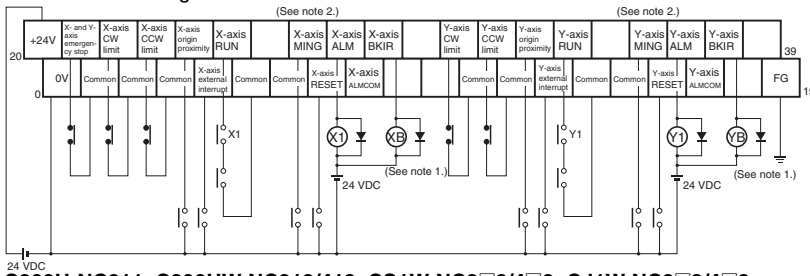 (See note 2.) (See note 2.)
+24V X- and Y-axis emergency stop X-axis CW limit X-axis CCW limit X-axis origin proximity X-axis RUN X-axis MING X-axis ALM X-axis BKIR Y-axis CW limit Y-axis CCW limit Y-axis origin proximity Y-axis RUN Y-axis MING Y-axis ALM Y-axis BKIR
20 39
0V Common Common Common X-axis external interrupt Common Common X-axis RESET X-axis ALMCOM Common Common Common Y-axis external interrupt Common Common Y-axis RESET Y-axis ALMCOM FG
0 19
X1 X1 XB Y1 Y1 YB
(See note 1.) (See note 1.)
24 VDC 24 VDC
24 VDC